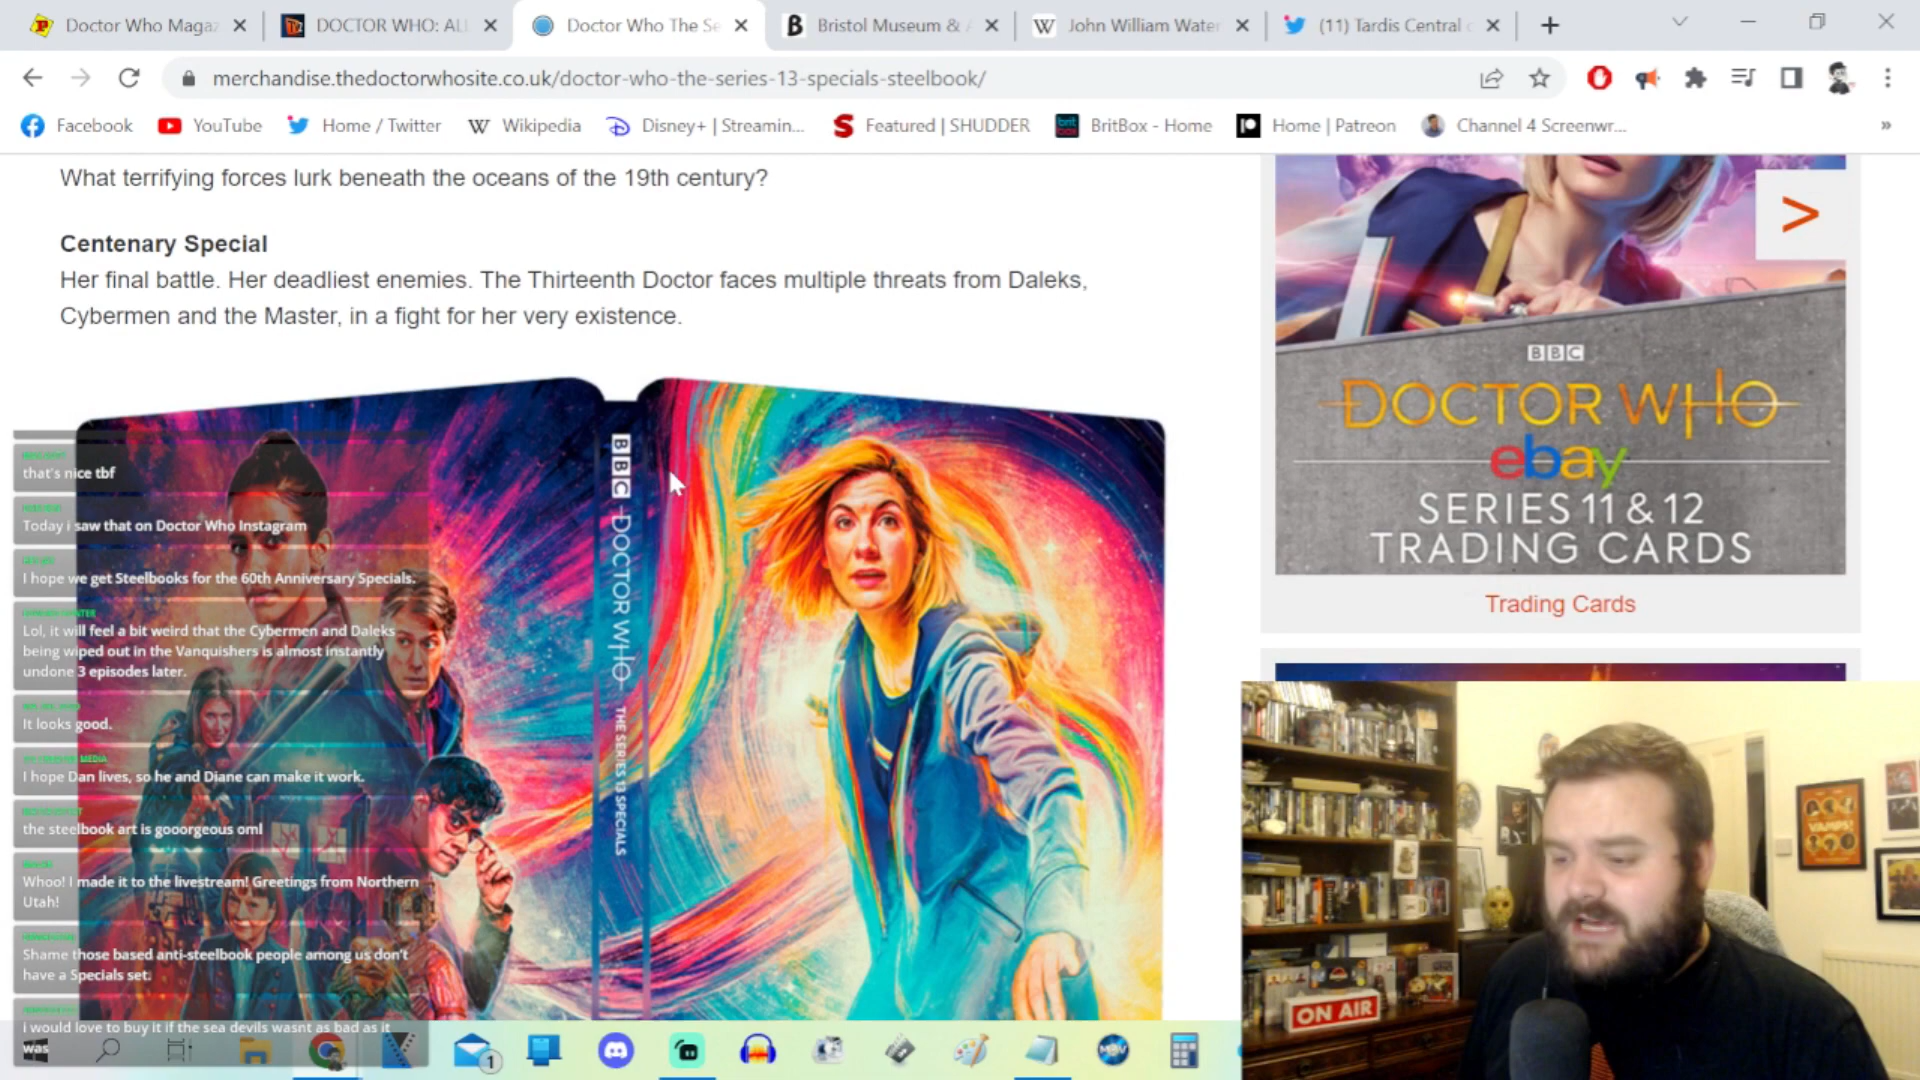 Doctor Who Magaz
DOCTOR WHO: ALL
Doctor Who The Se
Bristol Museum & A
John William Water
(11) Tardis Central
merchandise.thedoctorwhosite.co.uk/doctor-who-the-series-13-specials-steelbook/
Facebook
YouTube
Home / Twitter
Wikipedia
Disney+ | Streamin...
Featured | SHUDDER
BritBox - Home
Home | Patreon
Channel 4 Screenwr...
»
What terrifying forces lurk beneath the oceans of the 19th century?
Centenary Special
Her final battle. Her deadliest enemies. The Thirteenth Doctor faces multiple threats from Daleks,
Cybermen and the Master, in a fight for her very existence.
that's nice tbf
Today i saw that on Doctor Who Instagram
I hope we get Steelbooks for the 60th Anniversary Specials.
Lol, it will feel a bit weird that the Cybermen and Daleks
being wiped out in the Vanquishers is almost instantly
undone 3 episodes later.
It looks good.
MEDIA
I hope Dan lives, so he and Diane can make it work.
the steelbook art is gooorgeous oml
Whoo! I made it to the livestream! Greetings from Northern
Utah!
Shame those based anti-steelbook people among us don't
have a Specials set.
i would love to buy it if the sea devils wasnt as bad as it
was
BBC DOCTOR WHO THE SERIES 13 SPECIALS
>
BBC
DOCTOR WHO
ebay
SERIES 11 & 12
TRADING CARDS
Trading Cards
VAMPS!
ON AIR
1